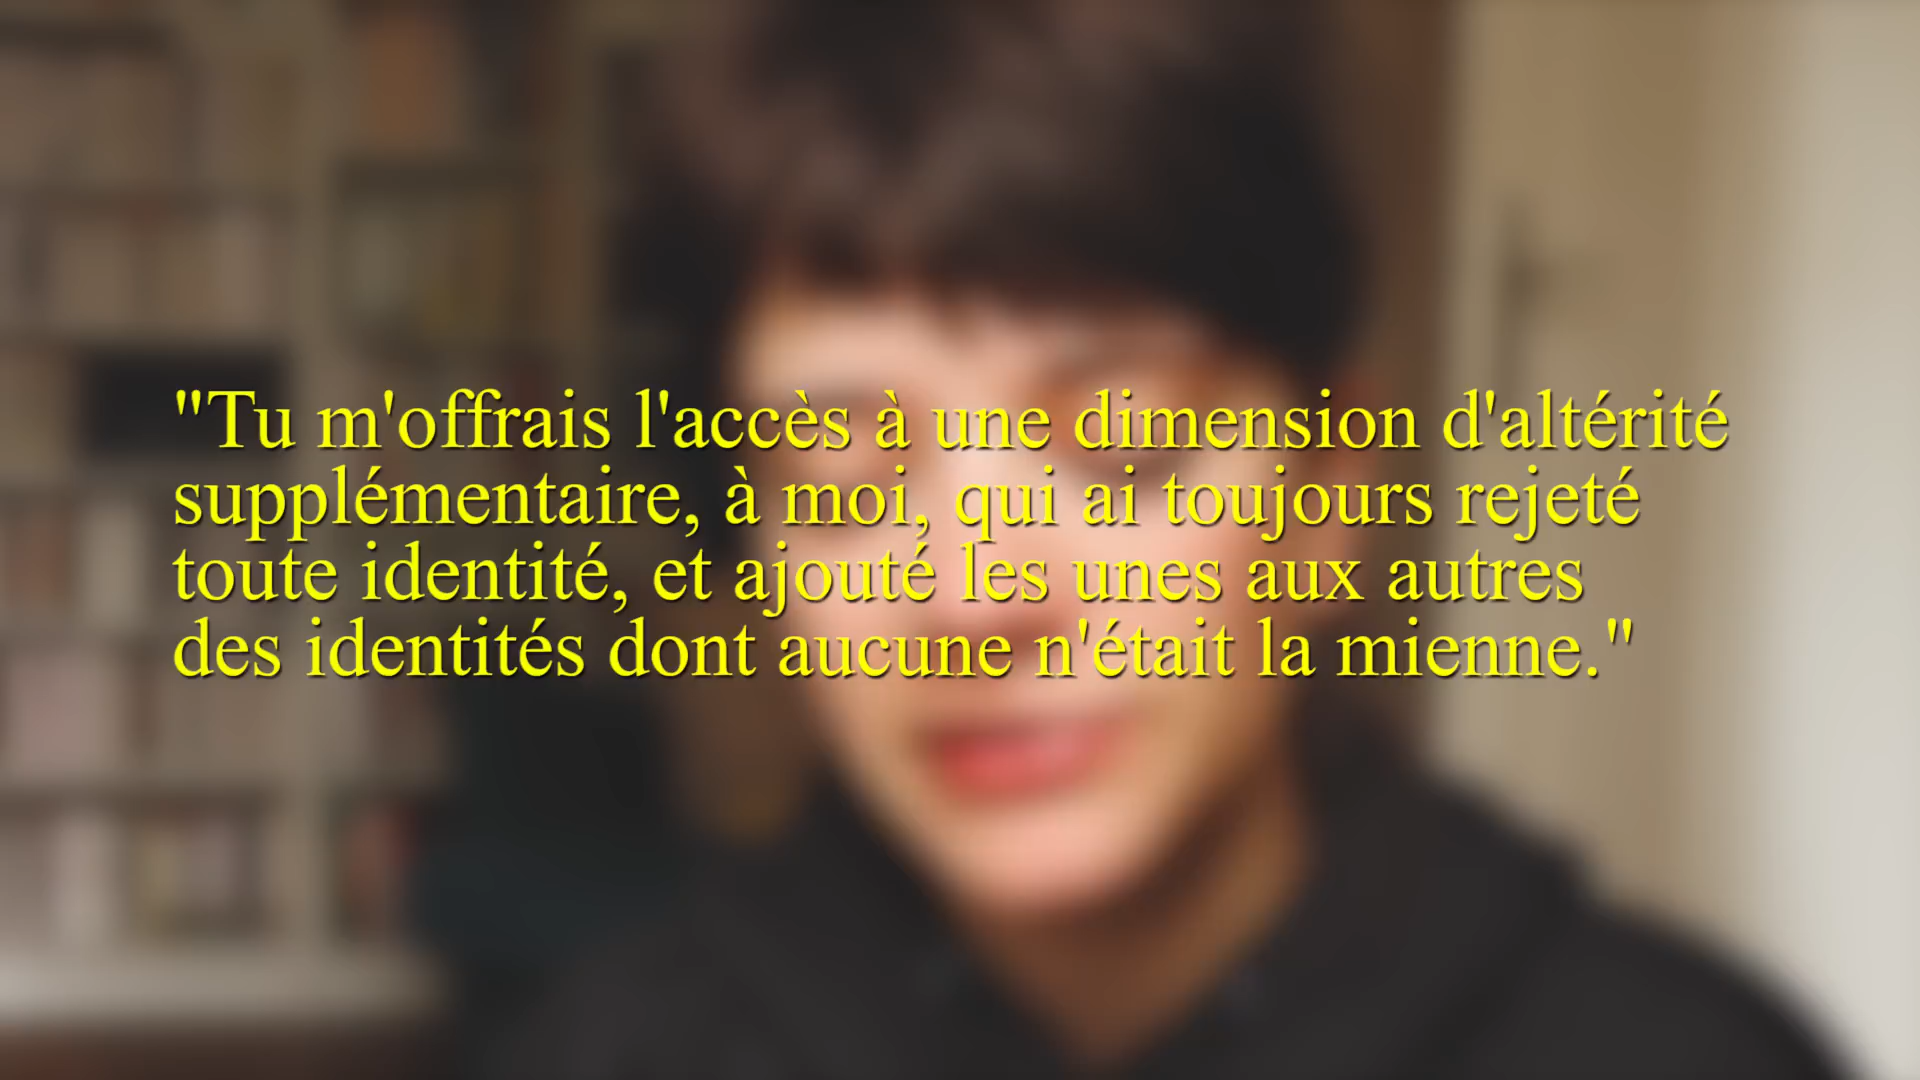 "Tu m'offrais l'accès à une dimension d'altérité
supplémentaire, à moi, qui ai toujours rejeté
toute identité, et ajouté les unes aux autres
des identités dont aucune n'était la mienne."